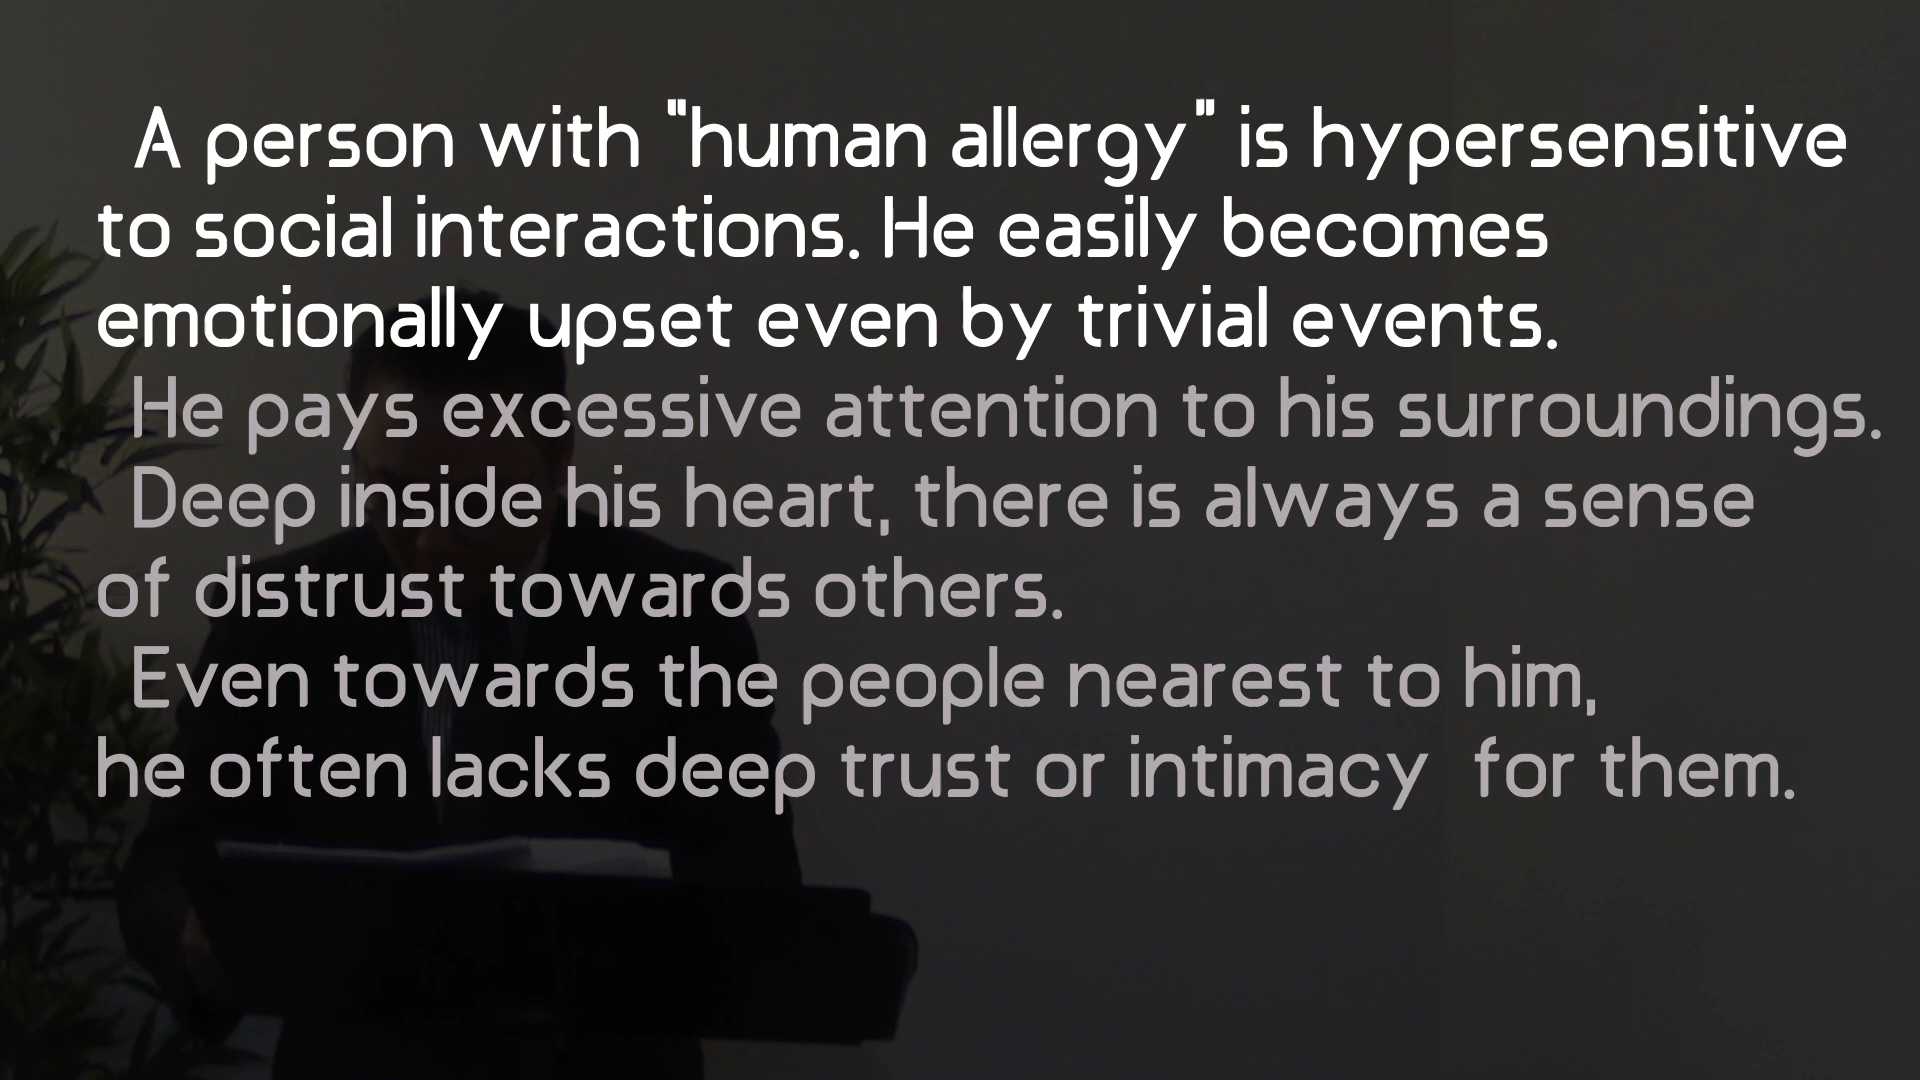 A person with "human allergy" is hypersensitive
to social interactions. He easily becomes
emotionally upset even by trivial events.
He pays excessive attention to his surroundings.
Deep inside his heart, there is always a sense
of distrust towards others.
Even towards the people nearest to him,
he often lacks deep trust or intimacy for them.